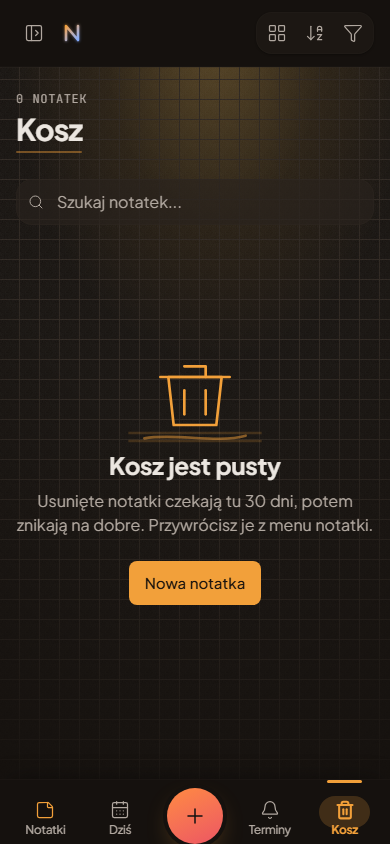 N
0 NOTATEK
Kosz
Szukaj notatek...
Kosz jest pusty
Usunięte notatki czekają tu 30 dni, potem
znikają na dobre. Przywrócisz je z menu notatki.
Nowa notatka
Notatki
Dziś
Terminy
Kosz